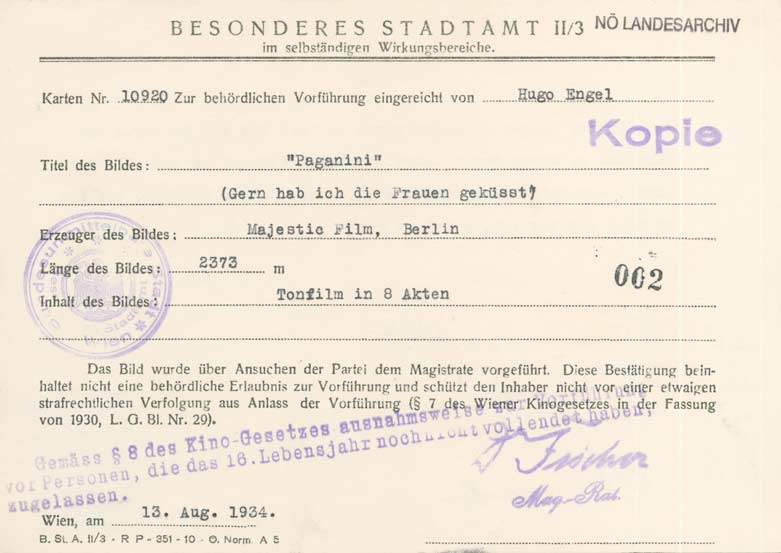 BESONDERES STADTAMT II/3
NÖ LANDESARCHIV
im selbständigen Wirkungsbereiche.
Karten Nr. 10920 Zur behördlichen Vorführung eingereicht von Hugo Engel
Kopie
Titel des Bildes: "Paganini"
(Gern hab ich die Frauen geküsst)
Erzeuger des Bildes: Majestic Film, Berlin
Länge des Bildes: 2373 m
002
Inhalt des Bildes: Tonfilm in 8 Akten
Bundesunmittelbare Stadt
Wien
Das Bild wurde über Ansuchen der Partei dem Magistrate vorgeführt. Diese Bestätigung bein-
haltet nicht eine behördliche Erlaubnis zur Vorführung und schützt den Inhaber nicht vor einer etwaigen
strafrechtlichen Verfolgung aus Anlass der Vorführung (§ 7 des Wiener Kinogesetzes in der Fassung
von 1930, L. G. Bl. Nr. 29).
Gemäss § 8 des Kino-Gesetzes ausnahmsweise zur Vorführung
vor Personen, die das 16. Lebensjahr noch nicht vollendet haben,
zugelassen.
Fischer
Mag-Rat.
Wien, am 13. Aug. 1934.
B. St. A. II/3 - R P - 351 - 10 - Ö. Norm. A 5